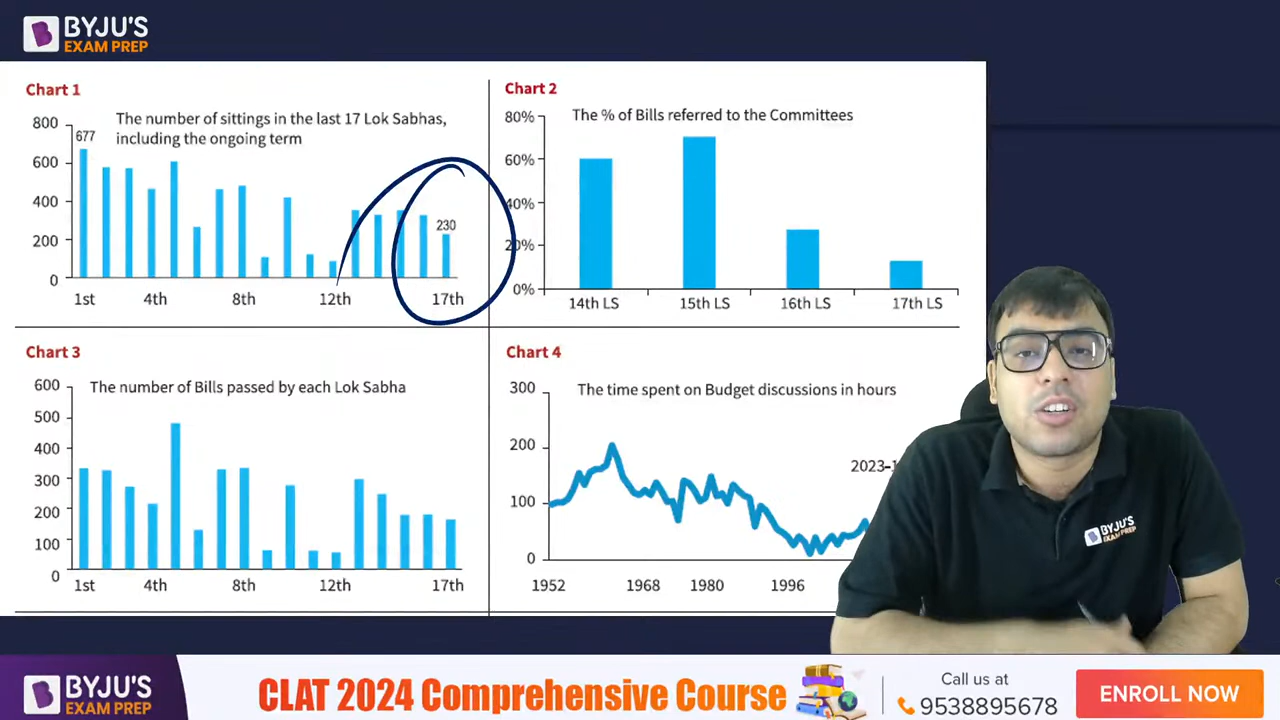 BYJU'S
EXAM PREP
Chart 1
The number of sittings in the last 17 Lok Sabhas,
including the ongoing term
800
677
600
400
200
0
230
1st
4th
8th
12th
17th
Chart 2
The % of Bills referred to the Committees
80%
60%
40%
20%
0%
14th LS
15th LS
16th LS
17th LS
Chart 3
The number of Bills passed by each Lok Sabha
600
500
400
300
200
100
0
1st
4th
8th
12th
17th
Chart 4
The time spent on Budget discussions in hours
300
200
100
0
2023-1
1952
1968
1980
1996
BYJU'S
EXAM PREP
BYJU'S
EXAM PREP
CLAT 2024 Comprehensive Course
Call us at
9538895678
ENROLL NOW